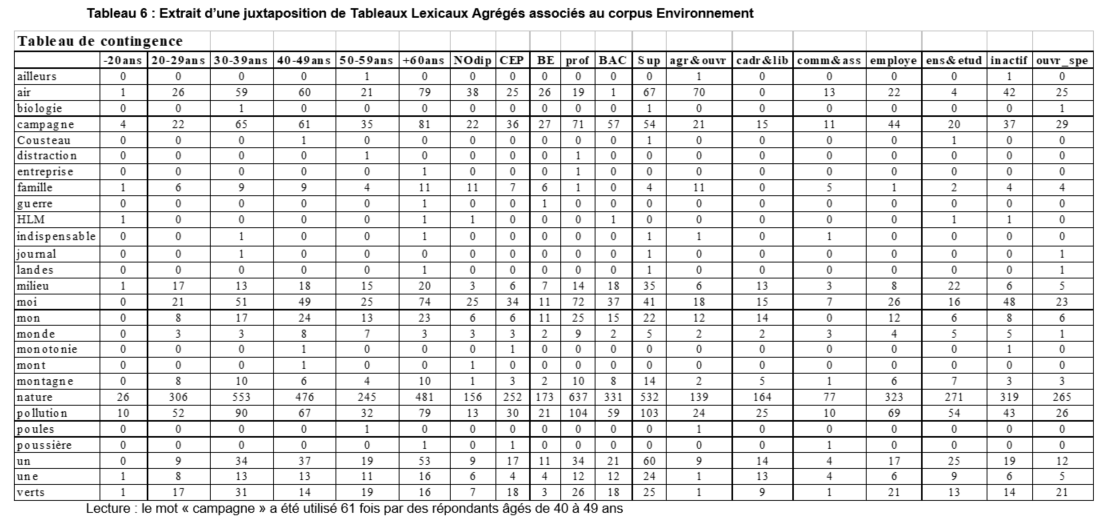 Tableau 6 : Extrait d’une juxtaposition de Tableaux Lexicaux Agrégés associés au corpus Environnement
Tableau de contingence
-20ans 20-29ans 30-39ans 40-49ans 50-59ans +60ans NOdip CEP BE prof BAC Sup agr&ouvr cadr&lib comm&ass employe ens&etud inactif ouvr_spe
ailleurs 0 0 0 0 1 0 0 0 0 0 0 0 1 0 0 0 0 1 0
air 1 26 59 60 21 79 38 25 26 19 1 67 70 0 13 22 4 42 25
biologie 0 0 1 0 0 0 0 0 0 0 0 1 0 0 0 0 0 0 1
campagne 4 22 65 61 35 81 22 36 27 71 57 54 21 15 11 44 20 37 29
Cousteau 0 0 0 1 0 0 0 0 0 0 0 1 0 0 0 0 1 0 0
distraction 0 0 0 0 1 0 0 0 0 1 0 0 0 0 0 0 0 0 0
entreprise 0 0 0 0 0 1 0 0 0 1 0 0 0 0 0 0 0 0 0
famille 1 6 9 9 4 11 11 7 6 1 0 4 11 0 5 1 2 4 4
guerre 0 0 0 0 0 1 0 0 1 0 0 0 0 0 0 0 0 0 0
HLM 1 0 0 0 0 1 1 0 0 0 1 0 0 0 0 0 1 1 0
indispensable 0 0 1 0 0 1 0 0 0 0 0 1 1 0 1 0 0 0 0
journal 0 0 1 0 0 0 0 0 0 0 0 1 0 0 0 0 0 0 1
landes 0 0 0 0 0 1 0 0 0 0 0 1 0 0 0 0 0 0 1
milieu 1 17 13 18 15 20 3 6 7 14 18 35 6 13 3 8 22 6 5
moi 0 21 51 49 25 74 25 34 11 72 37 41 18 15 7 26 16 48 23
mon 0 8 17 24 13 23 6 6 11 25 15 22 12 14 0 12 6 8 6
monde 0 3 3 8 7 3 3 3 2 9 2 5 2 2 3 4 5 5 1
monotonie 0 0 0 1 0 0 0 1 0 0 0 0 0 0 0 0 0 1 0
mont 0 0 0 1 0 0 1 0 0 0 0 0 0 0 0 0 0 0 0
montagne 0 8 10 6 4 10 1 3 2 10 8 14 2 5 1 6 7 3 3
nature 26 306 553 476 245 481 156 252 173 637 331 532 139 164 77 323 271 319 265
pollution 10 52 90 67 32 79 13 30 21 104 59 103 24 25 10 69 54 43 26
poules 0 0 0 0 1 0 0 0 0 0 0 0 1 0 0 0 0 0 0
poussière 0 0 0 0 0 1 0 1 0 0 0 0 0 0 1 0 0 0 0
un 0 9 34 37 19 53 9 17 11 34 21 60 9 14 4 17 25 19 12
une 1 8 13 13 11 16 6 4 4 12 12 24 1 13 4 6 9 6 5
verts 1 17 31 14 19 16 7 18 3 26 18 25 1 9 1 21 13 14 21
Lecture : le mot « campagne » a été utilisé 61 fois par des répondants âgés de 40 à 49 ans